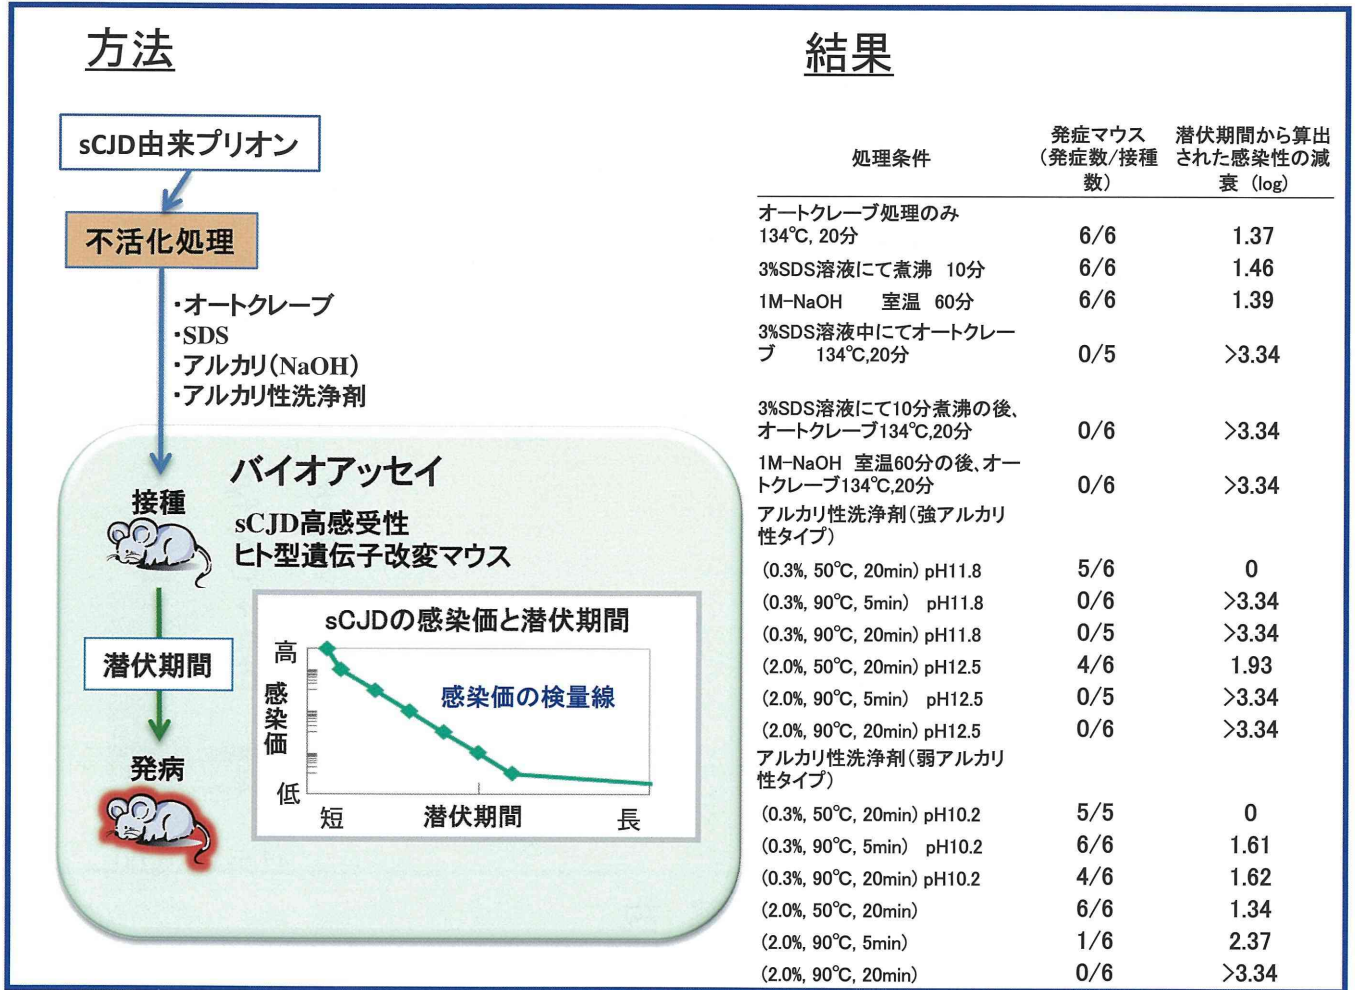 方法
sCJD由来プリオン
不活化処理
・オートクレーブ
・SDS
・アルカリ(NaOH)
・アルカリ性洗浄剤
バイオアッセイ
接種
sCJD高感受性
ヒト型遺伝子改変マウス
潜伏期間
発病
sCJDの感染価と潜伏期間
高
感染価
低
感染価の検量線
短 潜伏期間 長
結果
処理条件
発症マウス
(発症数/接種
数)
潜伏期間から算出
された感染性の減
衰 (log)
オートクレーブ処理のみ
134℃, 20分 6/6 1.37
3%SDS溶液にて煮沸 10分 6/6 1.46
1M-NaOH 室温 60分 6/6 1.39
3%SDS溶液中にてオートクレー
ブ 134℃,20分 0/5 >3.34
3%SDS溶液にて10分煮沸の後、
オートクレーブ134℃,20分 0/6 >3.34
1M-NaOH 室温60分の後、オー
トクレーブ134℃,20分 0/6 >3.34
アルカリ性洗浄剤(強アルカリ
性タイプ)
(0.3%, 50℃, 20min) pH11.8 5/6 0
(0.3%, 90℃, 5min) pH11.8 0/6 >3.34
(0.3%, 90℃, 20min) pH11.8 0/5 >3.34
(2.0%, 50℃, 20min) pH12.5 4/6 1.93
(2.0%, 90℃, 5min) pH12.5 0/5 >3.34
(2.0%, 90℃, 20min) pH12.5 0/6 >3.34
アルカリ性洗浄剤(弱アルカリ
性タイプ)
(0.3%, 50℃, 20min) pH10.2 5/5 0
(0.3%, 90℃, 5min) pH10.2 6/6 1.61
(0.3%, 90℃, 20min) pH10.2 4/6 1.62
(2.0%, 50℃, 20min) 6/6 1.34
(2.0%, 90℃, 5min) 1/6 2.37
(2.0%, 90℃, 20min) 0/6 >3.34